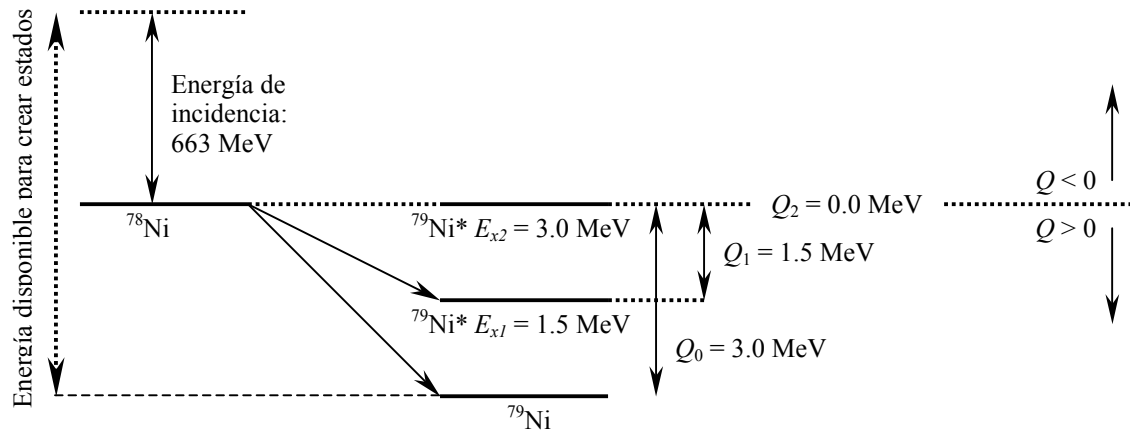 Energía disponible para crear estados
Energía de
incidencia:
663 MeV
⁷⁸Ni
⁷⁹Ni* Eₓ₂ = 3.0 MeV
Q₂ = 0.0 MeV
Q < 0
Q > 0
Q₁ = 1.5 MeV
⁷⁹Ni* Eₓ₁ = 1.5 MeV
Q₀ = 3.0 MeV
⁷⁹Ni